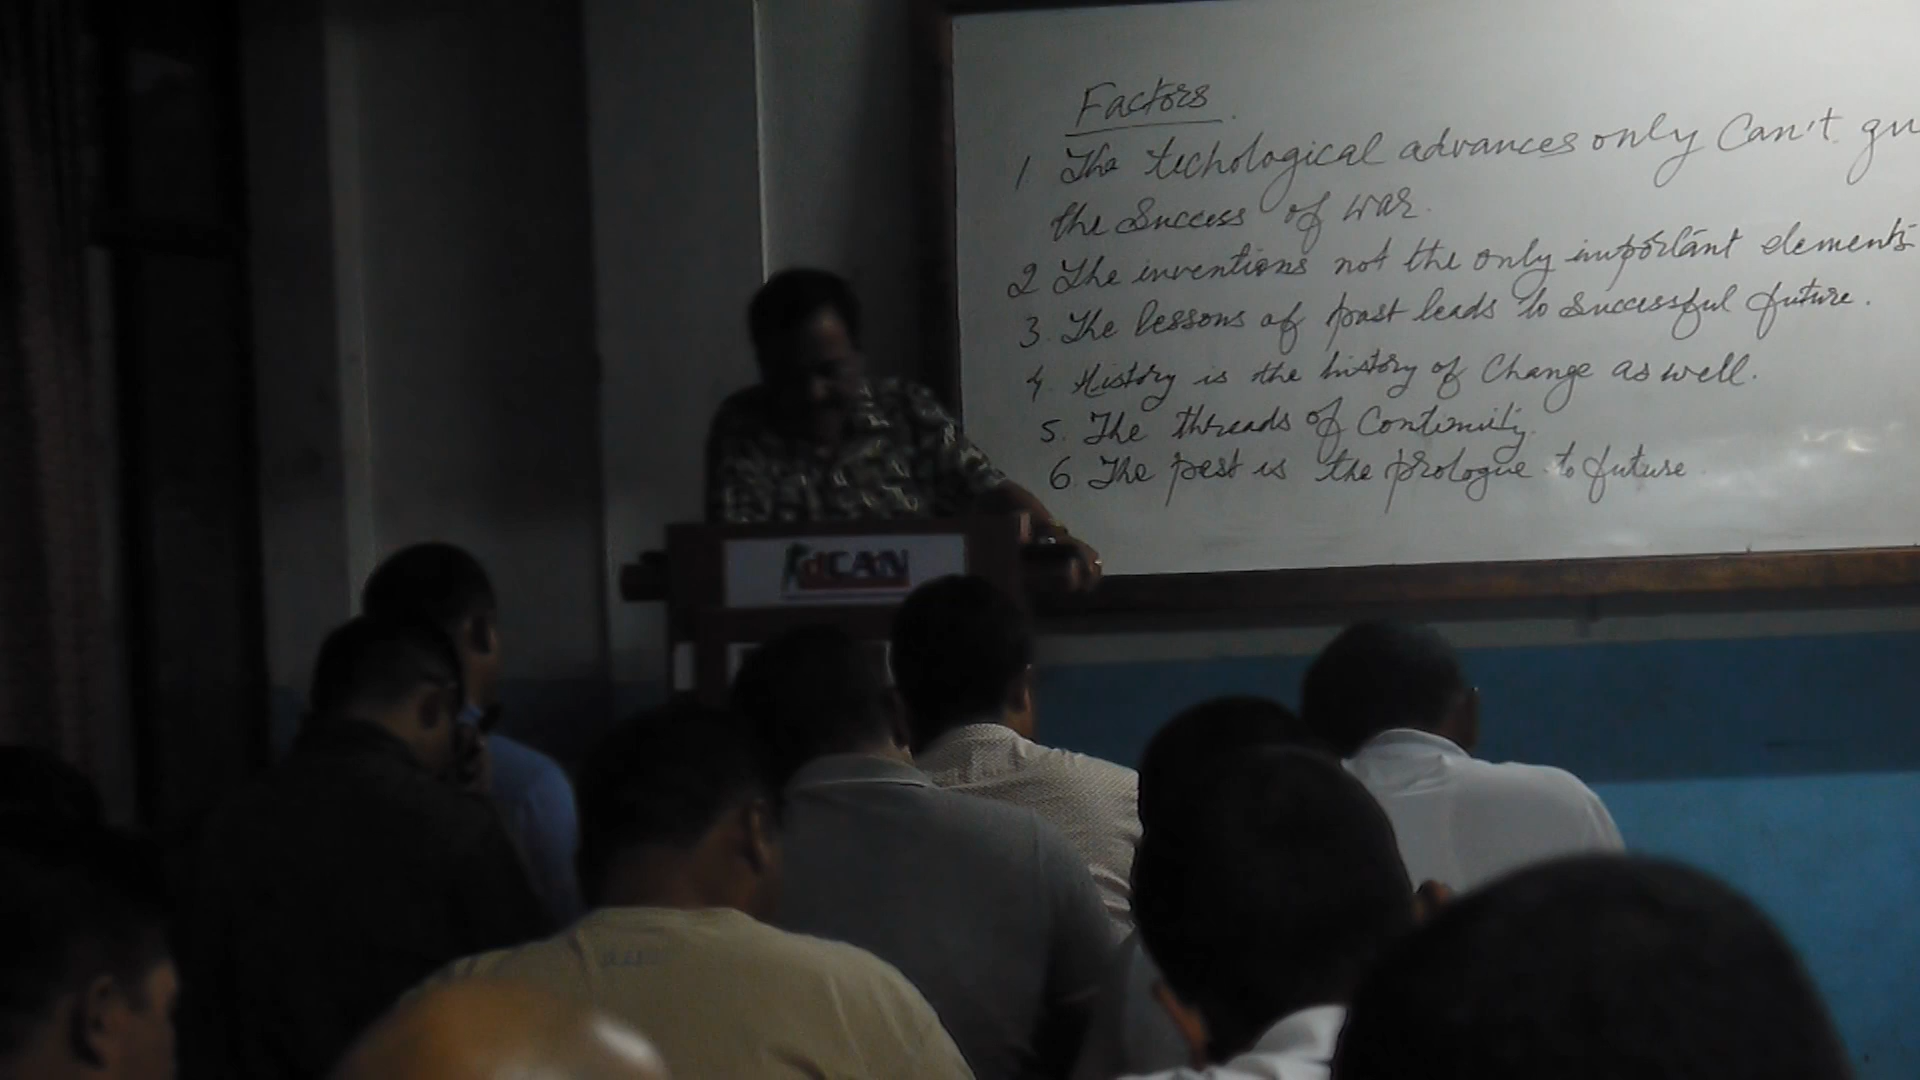 Factors
1. The techological advances only Can't gu
the Success of war.
2 The inventions not the only important elements
3. The lessons of past leads to Successful future.
4. History is the history of Change as well.
5. The threads of Continuity.
6. The past is the prologue to future
CAN